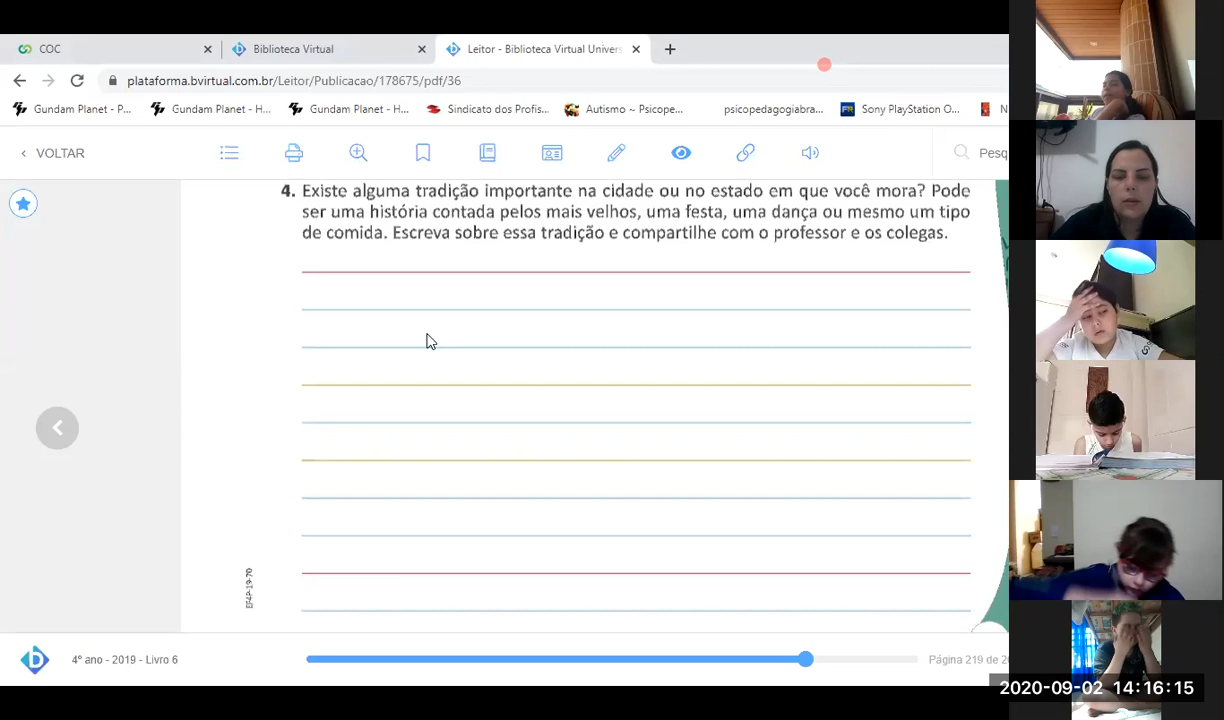 COC
Biblioteca Virtual
Leitor - Biblioteca Virtual Univers
plataforma.bvirtual.com.br/Leitor/Publicacao/178675/pdf/36
Gundam Planet - P...
Gundam Planet - H...
Gundam Planet - H...
Sindicato dos Profis...
Autismo ~ Psicope...
psicopedagogiabra...
Sony PlayStation O...
N
VOLTAR
Pesq
4. Existe alguma tradição importante na cidade ou no estado em que você mora? Pode
ser uma história contada pelos mais velhos, uma festa, uma dança ou mesmo um tipo
de comida. Escreva sobre essa tradição e compartilhe com o professor e os colegas.
EF4P-19-70
4º ano - 2019 - Livro 6
Página 219 de 2
2020-09-02 14:16:15